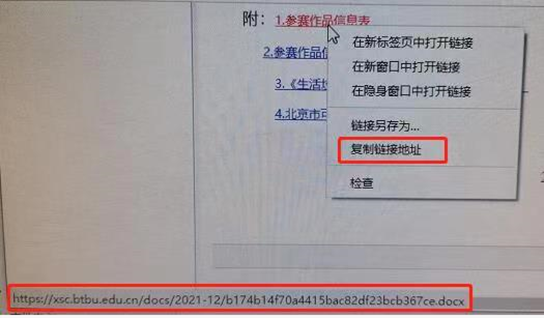 附：1.参赛作品信息表
在新标签页中打开链接
2.参赛作品信
在新窗口中打开链接
3.《生活垃
在隐身窗口中打开链接
4.北京市可
链接另存为...
复制链接地址
检查
https://xsc.btbu.edu.cn/docs/2021-12/b174b14f70a4415bac82df23bcb367ce.docx